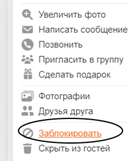 Увеличить фото
Написать сообщение
Позвонить
Пригласить в группу
Сделать подарок
Фотографии
Друзья друга
Заблокировать
Скрыть из гостей